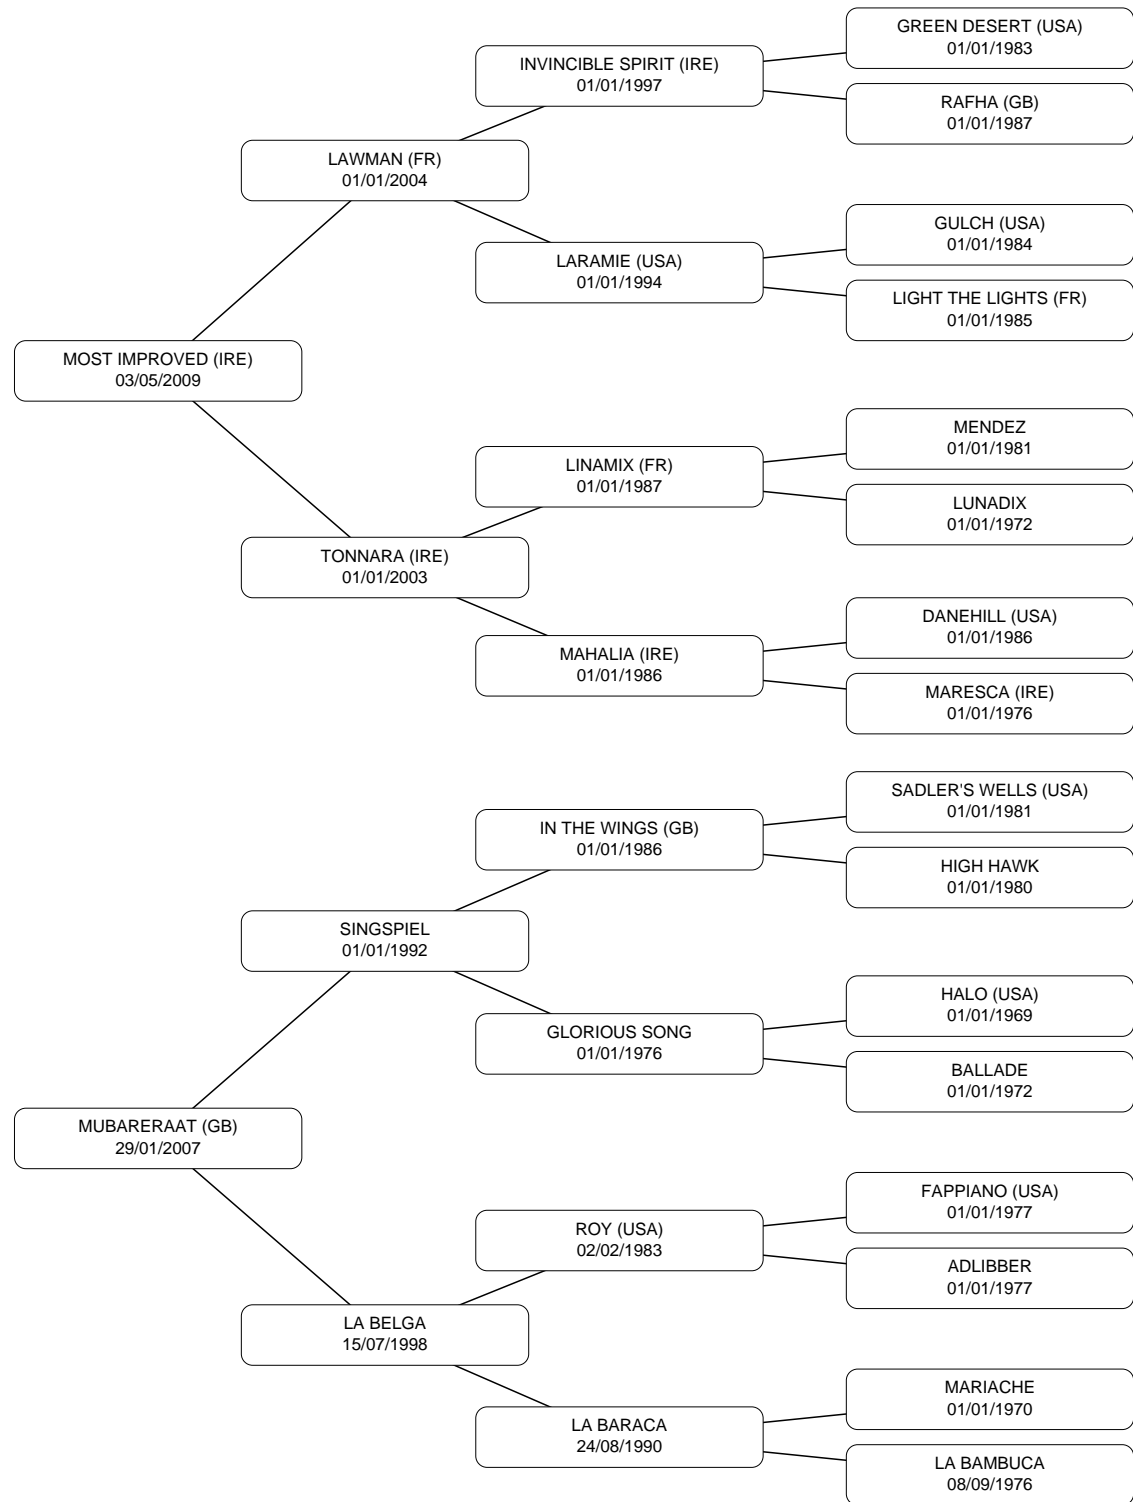 GREEN DESERT (USA)
01/01/1983
INVINCIBLE SPIRIT (IRE)
01/01/1997
RAFHA (GB)
01/01/1987
LAWMAN (FR)
01/01/2004
GULCH (USA)
01/01/1984
LARAMIE (USA)
01/01/1994
LIGHT THE LIGHTS (FR)
01/01/1985
MOST IMPROVED (IRE)
03/05/2009
MENDEZ
01/01/1981
LINAMIX (FR)
01/01/1987
LUNADIX
01/01/1972
TONNARA (IRE)
01/01/2003
DANEHILL (USA)
01/01/1986
MAHALIA (IRE)
01/01/1986
MARESCA (IRE)
01/01/1976
SADLER'S WELLS (USA)
01/01/1981
IN THE WINGS (GB)
01/01/1986
HIGH HAWK
01/01/1980
SINGSPIEL
01/01/1992
HALO (USA)
01/01/1969
GLORIOUS SONG
01/01/1976
BALLADE
01/01/1972
MUBARERAAT (GB)
29/01/2007
FAPPIANO (USA)
01/01/1977
ROY (USA)
02/02/1983
ADLIBBER
01/01/1977
LA BELGA
15/07/1998
MARIACHE
01/01/1970
LA BARACA
24/08/1990
LA BAMBUCA
08/09/1976